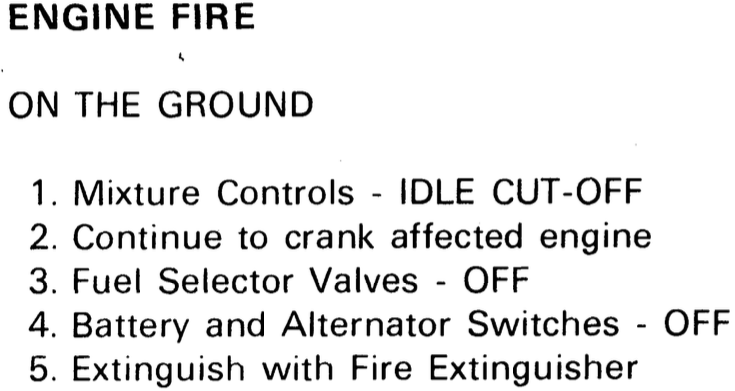 ENGINE FIRE
ON THE GROUND
1. Mixture Controls - IDLE CUT-OFF
2. Continue to crank affected engine
3. Fuel Selector Valves - OFF
4. Battery and Alternator Switches - OFF
5. Extinguish with Fire Extinguisher